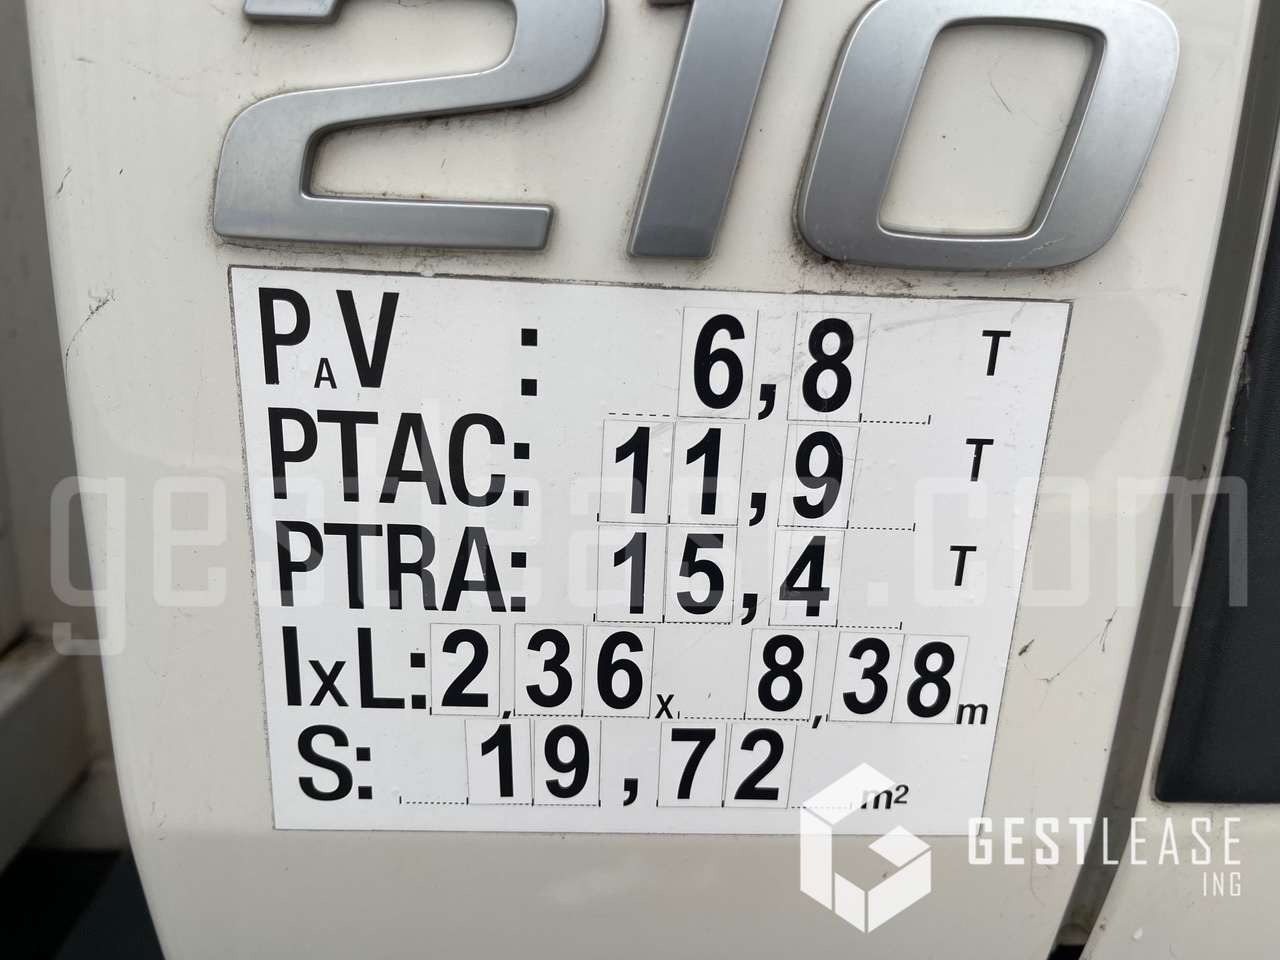 210
PAV : 6,8 T
PTAC: 11,9 T
PTRA: 15,4 T
lxL: 2,36 x 8,38 m
S: 19,72 m²
gestlease.com
GESTLEASE
ING